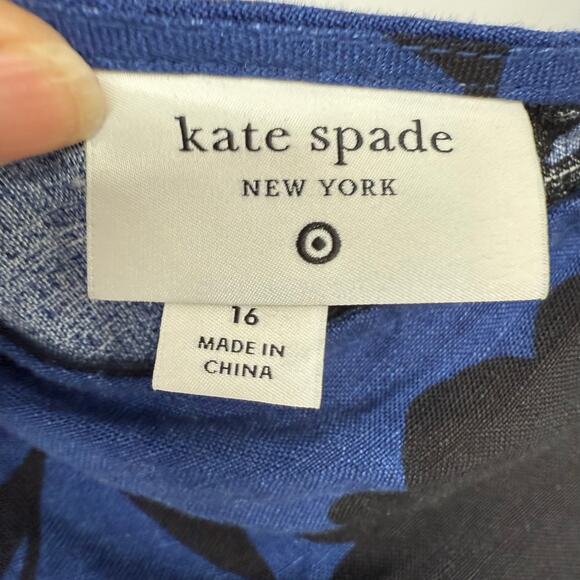 kate spade
NEW YORK
16
MADE IN
CHINA